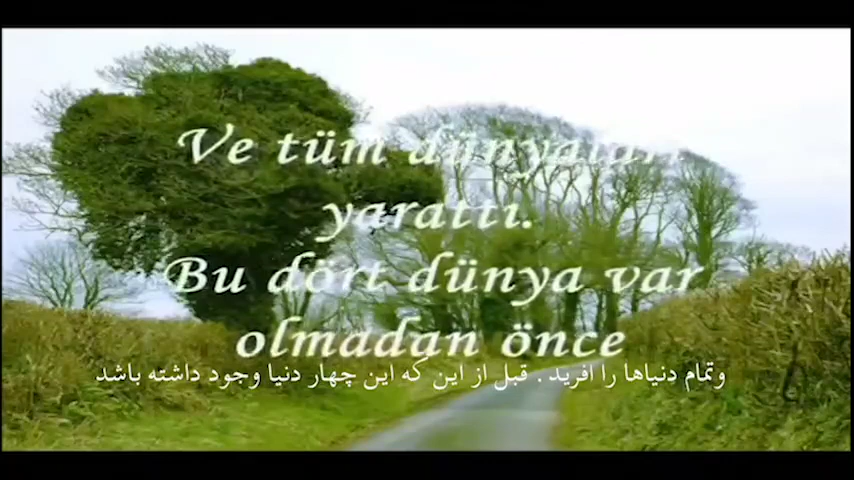 Ve tüm dünyaları
yarattı.
Bu dört dünya var
olmadan önce
وتمام دنیاها را افرید . قبل از این که این چهار دنیا وجود داشته باشد